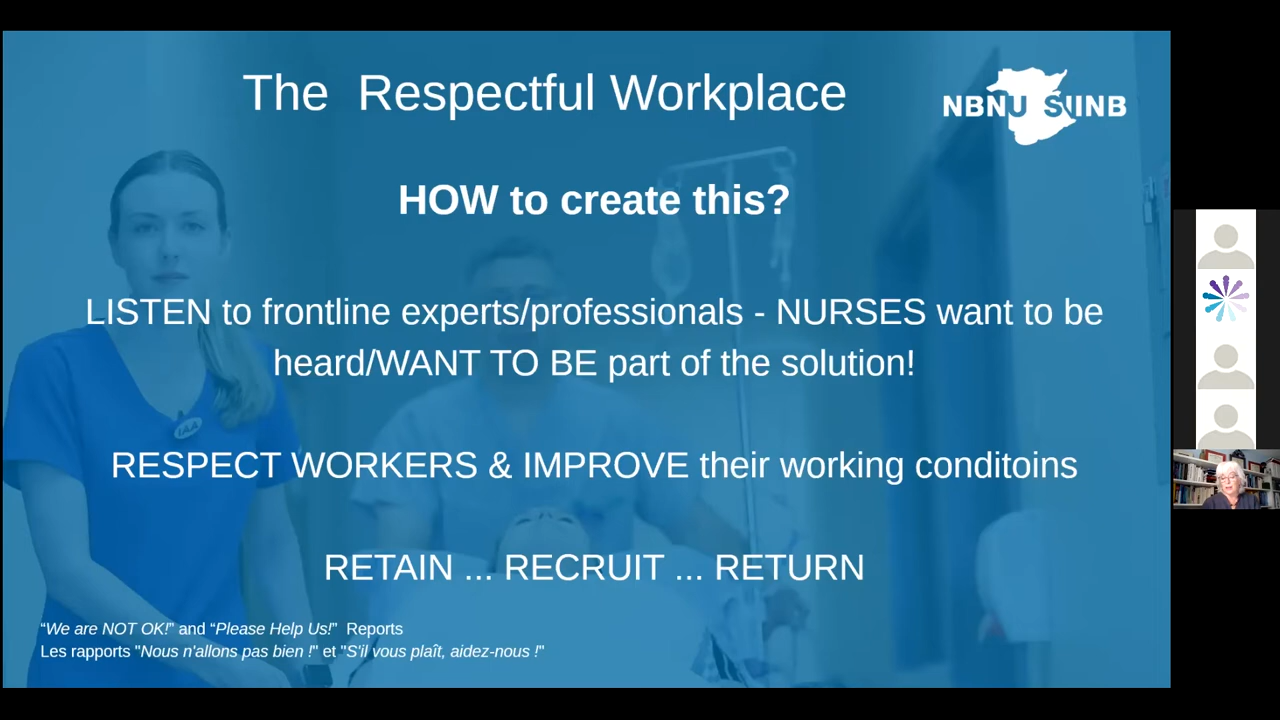 The  Respectful Workplace
NBNU SIINB
HOW to create this?
LISTEN to frontline experts/professionals - NURSES want to be
heard/WANT TO BE part of the solution!
IAA
RESPECT WORKERS & IMPROVE their working conditoins
RETAIN ... RECRUIT ... RETURN
“We are NOT OK!” and “Please Help Us!”  Reports
Les rapports "Nous n'allons pas bien !" et "S'il vous plaît, aidez-nous !"